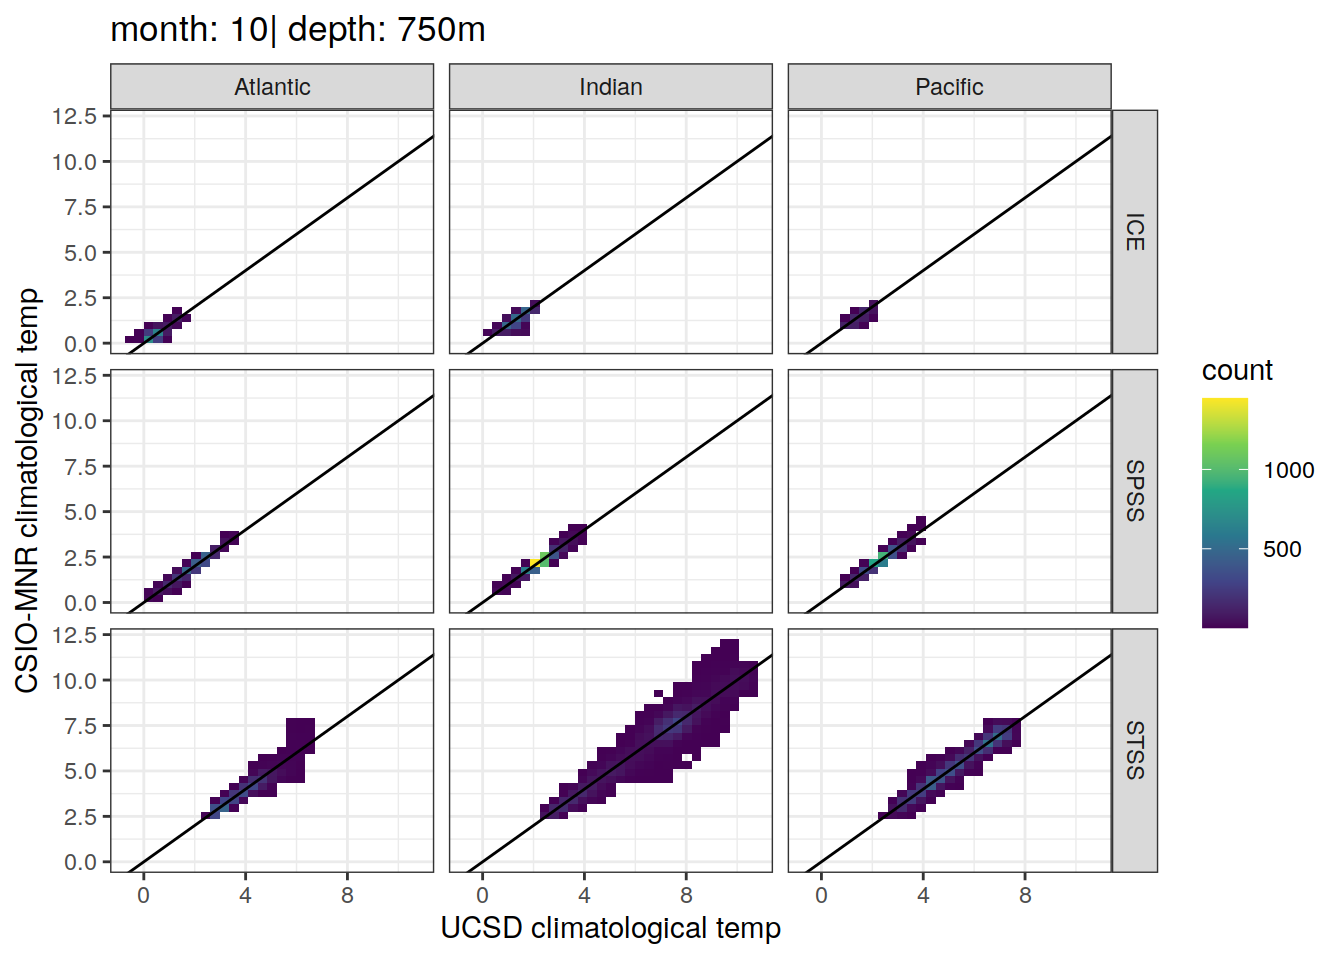 month: 10| depth: 750m
Atlantic
Indian
Pacific
12.5
10.0
7.5
5.0
2.5
0.0
ICE
12.5
10.0
7.5
5.0
2.5
0.0
SPSS
12.5
10.0
7.5
5.0
2.5
0.0
STSS
0
4
8
0
4
8
0
4
8
UCSD climatological temp
CSIO-MNR climatological temp
count
1000
500